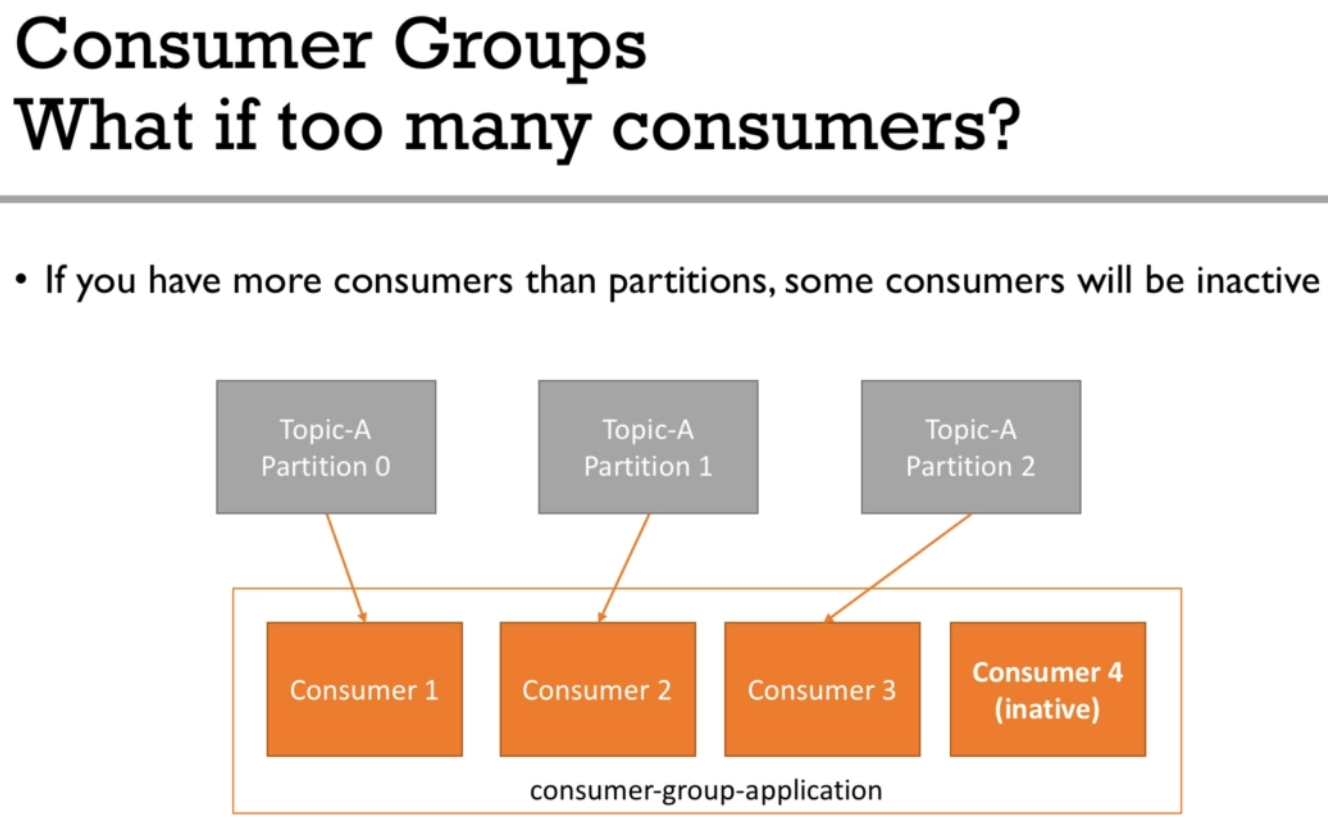 Consumer Groups
What if too many consumers?
• If you have more consumers than partitions, some consumers will be inactive
Topic-A
Partition 0
Topic-A
Partition 1
Topic-A
Partition 2
Consumer 1
Consumer 2
Consumer 3
Consumer 4
(inative)
consumer-group-application